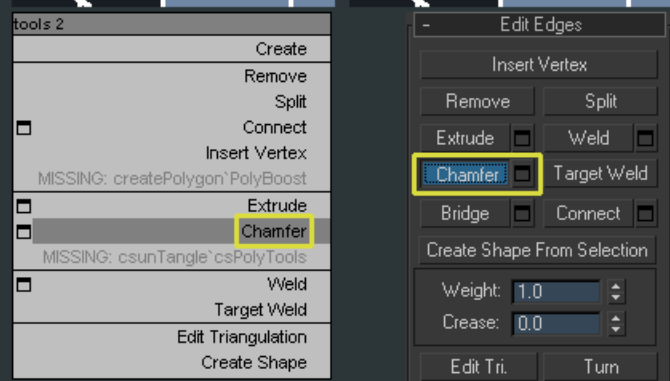 tools 2
Create
Remove
Split
Connect
Insert Vertex
MISSING: createPolygon`PolyBoost
Extrude
Chamfer
MISSING: csunTangle`csPolyTools
Weld
Target Weld
Edit Triangulation
Create Shape
- Edit Edges
Insert Vertex
Remove Split
Extrude Weld
Chamfer Target Weld
Bridge Connect
Create Shape From Selection
Weight: 1.0
Crease: 0.0
Edit Tri. Turn